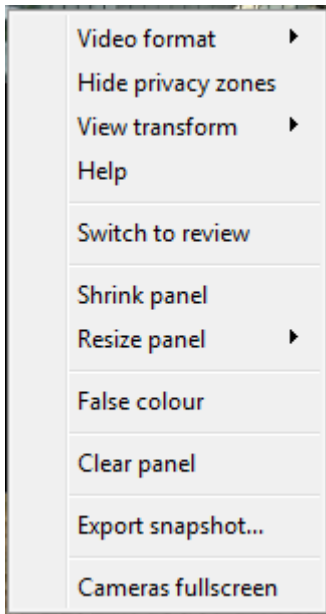 Video format
Hide privacy zones
View transform
Help
Switch to review
Shrink panel
Resize panel
False colour
Clear panel
Export snapshot...
Cameras fullscreen